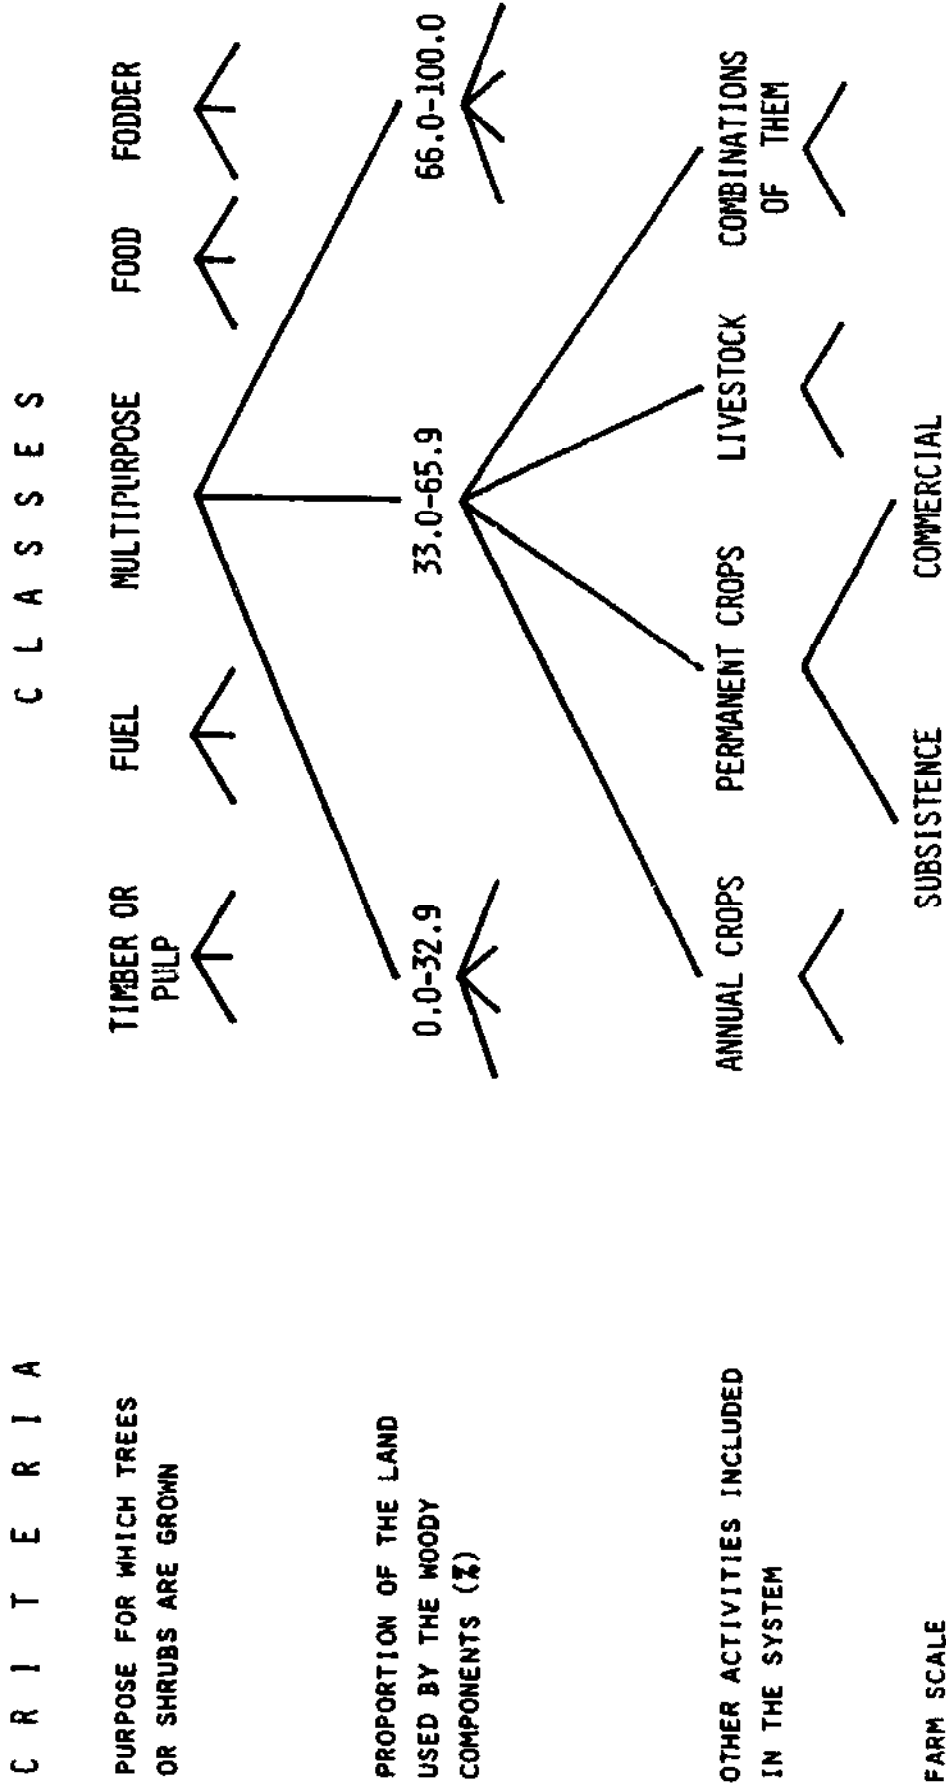 C R I T E R I A
C L A S S E S
PURPOSE FOR WHICH TREES
OR SHRUBS ARE GROWN
TIMBER OR
PULP
FUEL
MULTIPURPOSE
FOOD
FODDER
PROPORTION OF THE LAND
USED BY THE WOODY
COMPONENTS (%)
0.0-32.9
33.0-65.9
66.0-100.0
OTHER ACTIVITIES INCLUDED
IN THE SYSTEM
ANNUAL CROPS
PERMANENT CROPS
LIVESTOCK
COMBINATIONS
OF THEM
FARM SCALE
SUBSISTENCE
COMMERCIAL